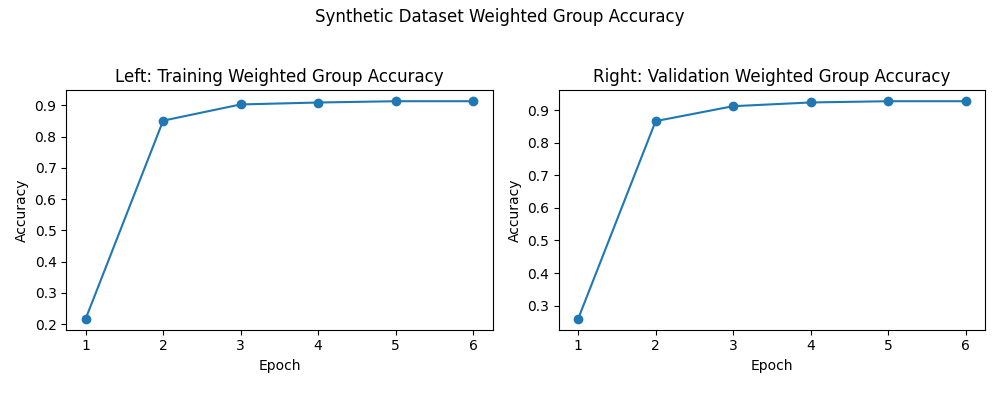 Synthetic Dataset Weighted Group Accuracy
Left: Training Weighted Group Accuracy
0.9
0.8
0.7
0.6
0.5
0.4
0.3
0.2
Accuracy
1 2 3 4 5 6
Epoch
Right: Validation Weighted Group Accuracy
0.9
0.8
0.7
0.6
0.5
0.4
0.3
Accuracy
1 2 3 4 5 6
Epoch